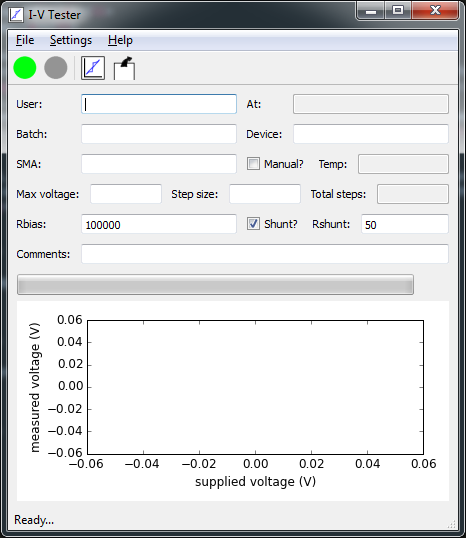 I-V Tester
File Settings Help
User: At:
Batch: Device:
SMA: Manual? Temp:
Max voltage: Step size: Total steps:
Rbias: 100000 Shunt? Rshunt: 50
Comments:
measured voltage (V)
0.06
0.04
0.02
0.00
−0.02
−0.04
−0.06
−0.06 −0.04 −0.02 0.00 0.02 0.04 0.06
supplied voltage (V)
Ready...